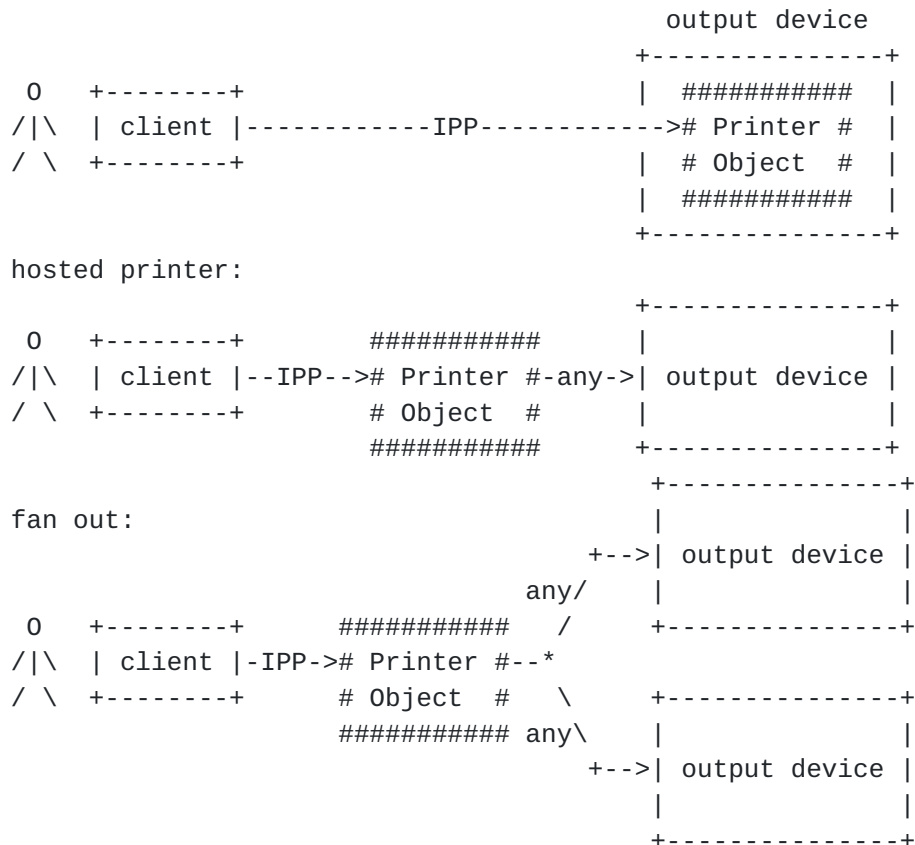 output device
                                         +---------------+
 O   +--------+                          |  ###########  |
/|\  | client |------------IPP------------># Printer #  |
/ \  +--------+                          |  # Object  #  |
                                         |  ###########  |
                                         +---------------+
hosted printer:
                                         +---------------+
 O   +--------+        ###########      |               |
/|\  | client |--IPP--># Printer #-any->| output device |
/ \  +--------+        # Object  #      |               |
                       ###########      +---------------+
                                          +---------------+
fan out:                                  |               |
                                      +-->| output device |
                                  any/    |               |
 O   +--------+      ###########   /     +---------------+
/|\  | client |-IPP-># Printer #--*
/ \  +--------+      # Object  #   \     +---------------+
                     ########### any\    |               |
                                      +-->| output device |
                                          |               |
                                          +---------------+